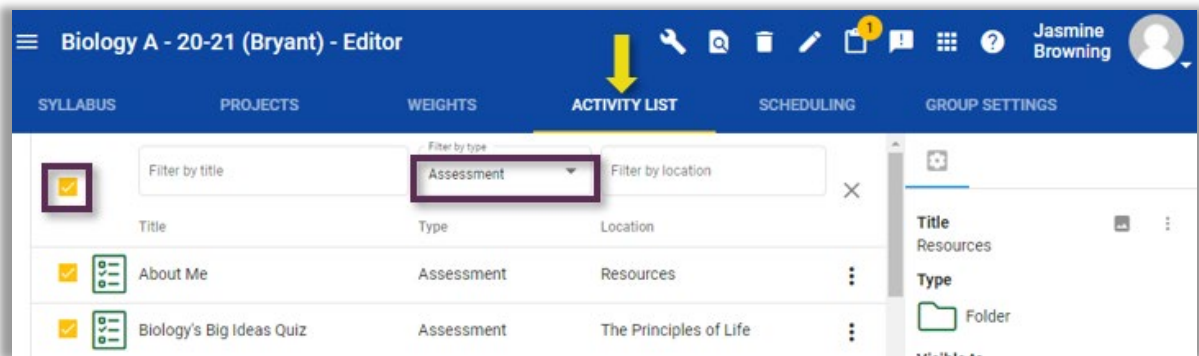 Biology A - 20-21 (Bryant) - Editor
1
Jasmine
Browning
SYLLABUS PROJECTS WEIGHTS ACTIVITY LIST SCHEDULING GROUP SETTINGS
Filter by title
Filter by type
Assessment
Filter by location
Title Type Location
About Me Assessment Resources
Biology's Big Ideas Quiz Assessment The Principles of Life
Title
Resources
Type
Folder